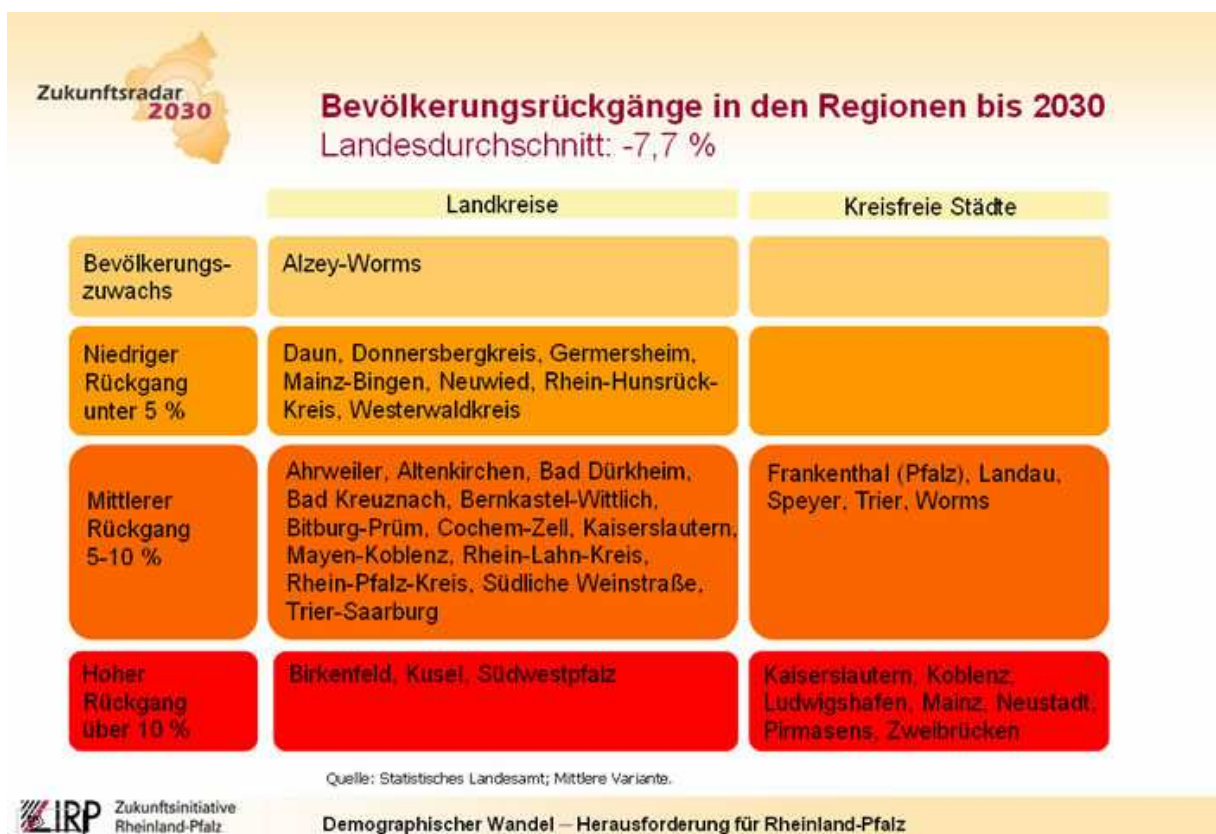 Zukunftsradar
2030
Bevölkerungsrückgänge in den Regionen bis 2030
Landesdurchschnitt: -7,7 %
Landkreise
Kreisfreie Städte
Bevölkerungs-
zuwachs
Alzey-Worms
Niedriger
Rückgang
unter 5 %
Daun, Donnersbergkreis, Germersheim,
Mainz-Bingen, Neuwied, Rhein-Hunsrück-
Kreis, Westerwaldkreis
Mittlerer
Rückgang
5-10 %
Ahrweiler, Altenkirchen, Bad Dürkheim,
Bad Kreuznach, Bernkastel-Wittlich,
Bitburg-Prüm, Cochem-Zell, Kaiserslautern,
Mayen-Koblenz, Rhein-Lahn-Kreis,
Rhein-Pfalz-Kreis, Südliche Weinstraße,
Trier-Saarburg
Frankenthal (Pfalz), Landau,
Speyer, Trier, Worms
Hoher
Rückgang
über 10 %
Birkenfeld, Kusel, Südwestpfalz
Kaiserslautern, Koblenz,
Ludwigshafen, Mainz, Neustadt,
Pirmasens, Zweibrücken
Quelle: Statistisches Landesamt; Mittlere Variante.
ZIRP Zukunftsinitiative
Rheinland-Pfalz
Demographischer Wandel – Herausforderung für Rheinland-Pfalz